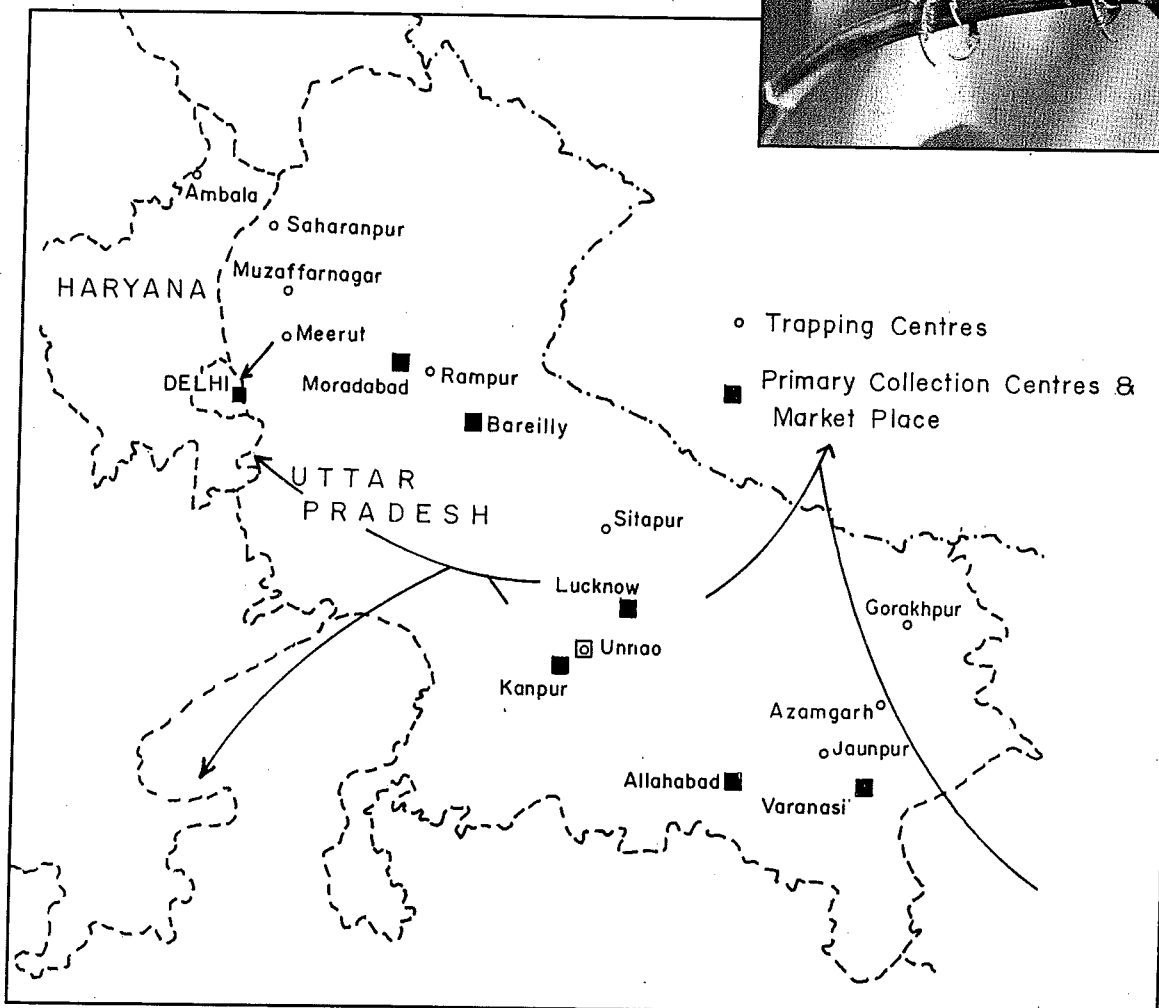 Ambala
Saharanpur
Muzaffarnagar
HARYANA
Meerut
DELHI
Moradabad
Rampur
Bareilly
Trapping Centres
Primary Collection Centres &
Market Place
UTTAR
PRADESH
Sitapur
Lucknow
Unnao
Kanpur
Gorakhpur
Azamgarh
Jaunpur
Allahabad
Varanasi